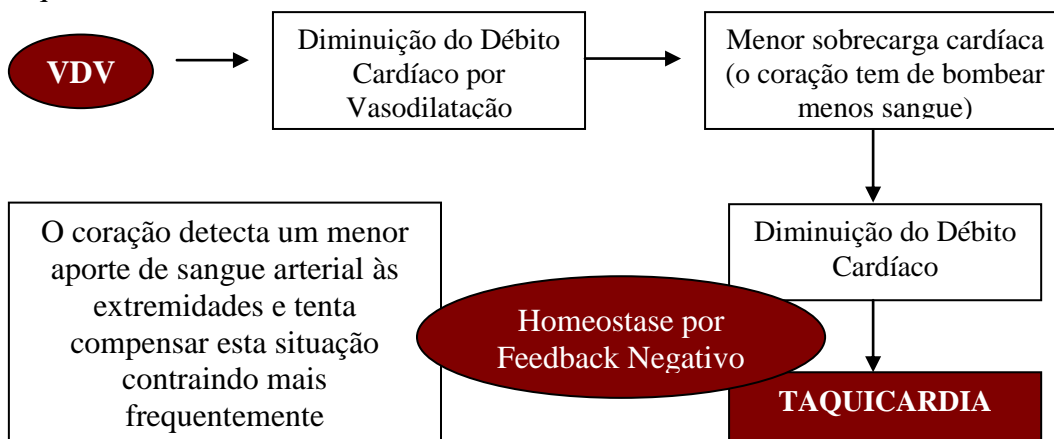 VDV
Diminuição do Débito
Cardíaco por
Vasodilatação
Menor sobrecarga cardíaca
(o coração tem de bombear
menos sangue)
O coração detecta um menor
aporte de sangue arterial às
extremidades e tenta
compensar esta situação
contraindo mais
frequentemente
Diminuição do Débito
Cardíaco
Homeostase por
Feedback Negativo
TAQUICARDIA